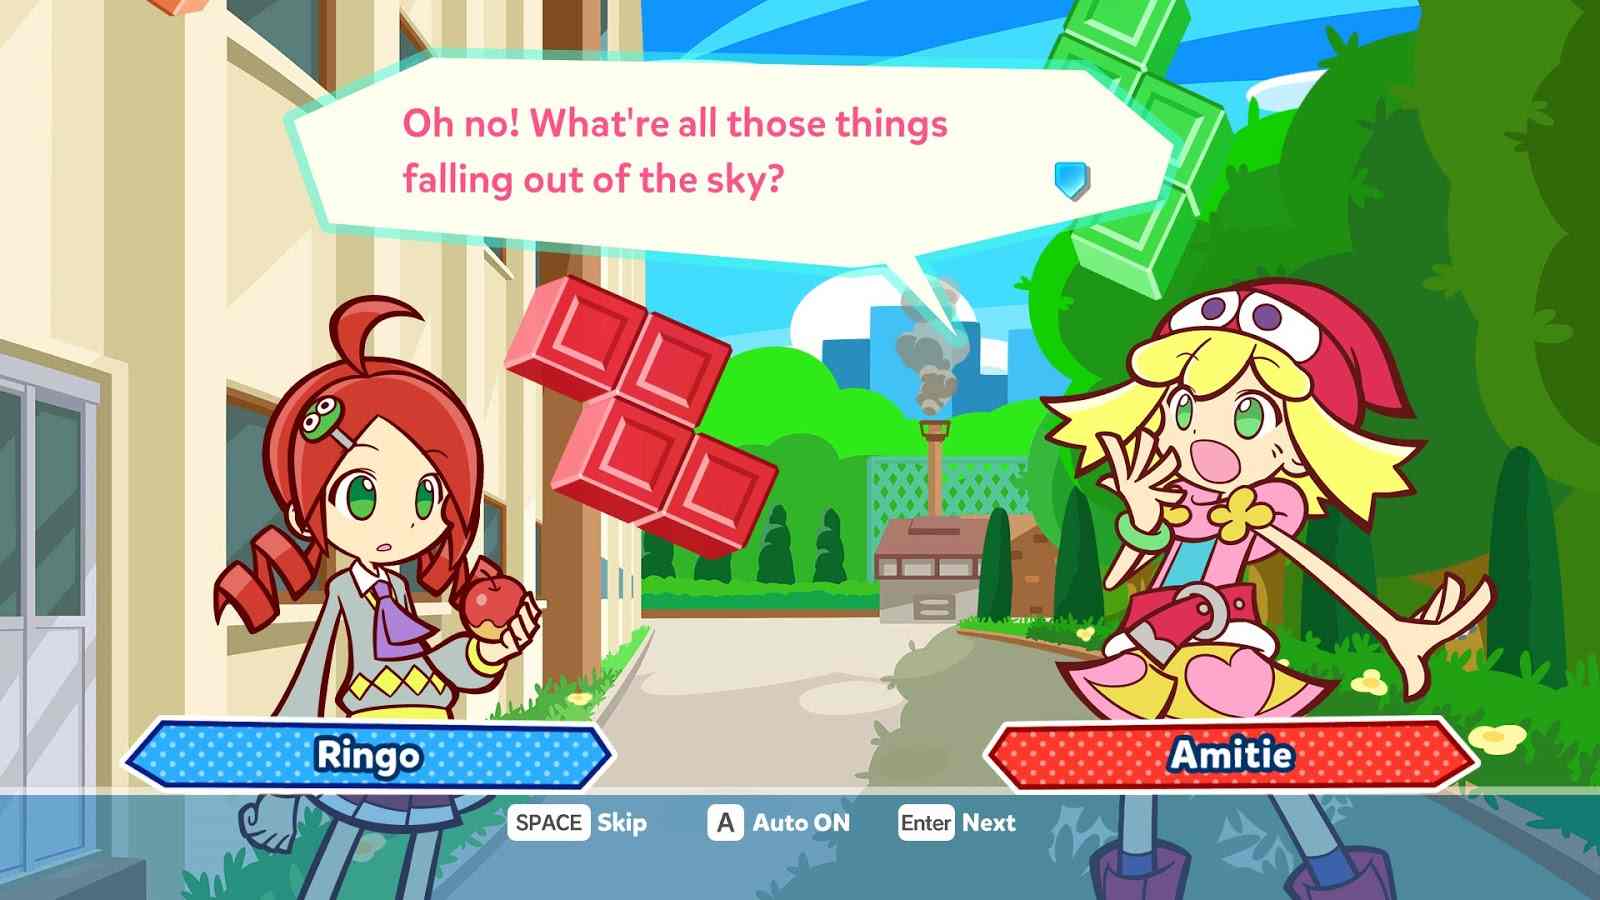 Oh no! What're all those things
falling out of the sky?
Ringo
Amitie
SPACE Skip A Auto ON Enter Next